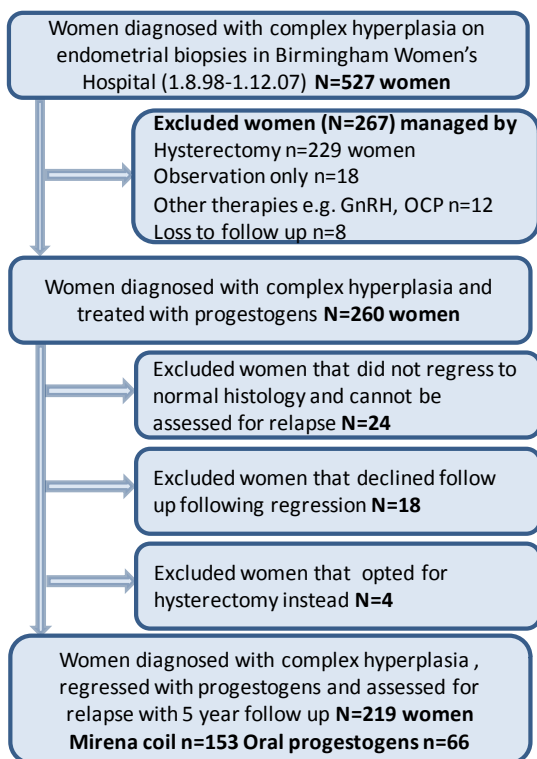 Women diagnosed with complex hyperplasia on
endometrial biopsies in Birmingham Women’s
Hospital (1.8.98-1.12.07) N=527 women
Excluded women (N=267) managed by
Hysterectomy n=229 women
Observation only n=18
Other therapies e.g. GnRH, OCP n=12
Loss to follow up n=8
Women diagnosed with complex hyperplasia and
treated with progestogens N=260 women
Excluded women that did not regress to
normal histology and cannot be
assessed for relapse N=24
Excluded women that declined follow
up following regression N=18
Excluded women that opted for
hysterectomy instead N=4
Women diagnosed with complex hyperplasia ,
regressed with progestogens and assessed for
relapse with 5 year follow up N=219 women
Mirena coil n=153 Oral progestogens n=66